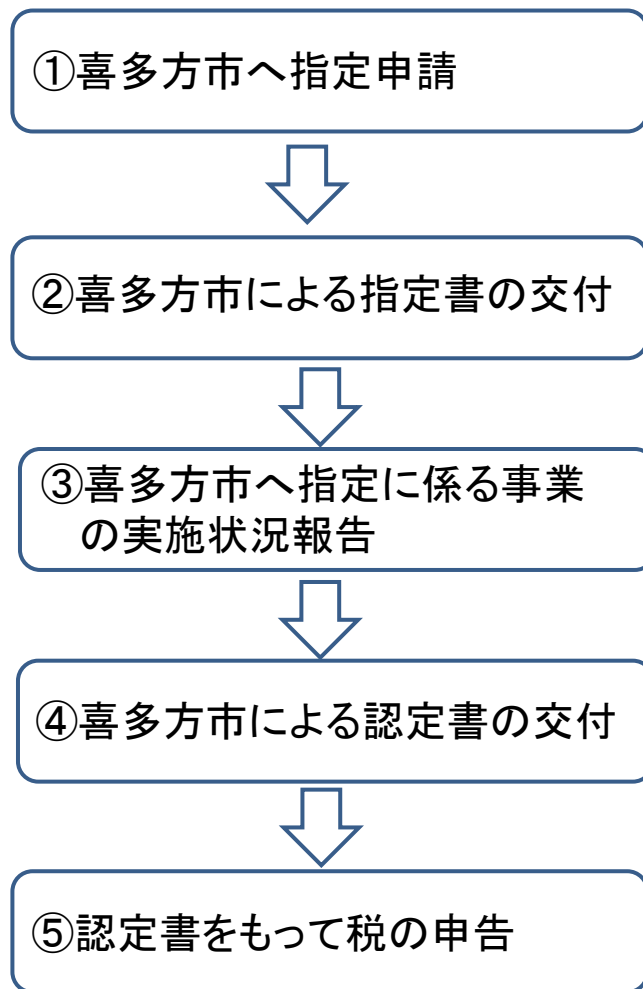 ①喜多方市へ指定申請
②喜多方市による指定書の交付
③喜多方市へ指定に係る事業
の実施状況報告
④喜多方市による認定書の交付
⑤認定書をもって税の申告